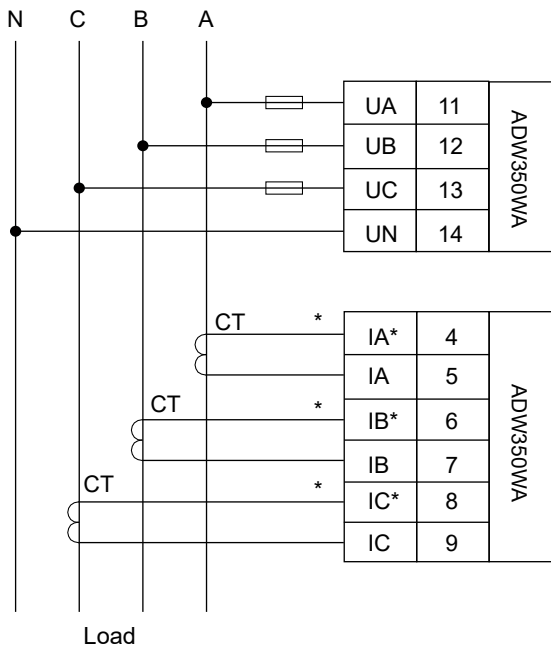 N C B A
UA 11
UB 12
UC 13
UN 14
ADW350WA
CT * IA* 4
IA 5
CT * IB* 6
IB 7
CT * IC* 8
IC 9
ADW350WA
Load